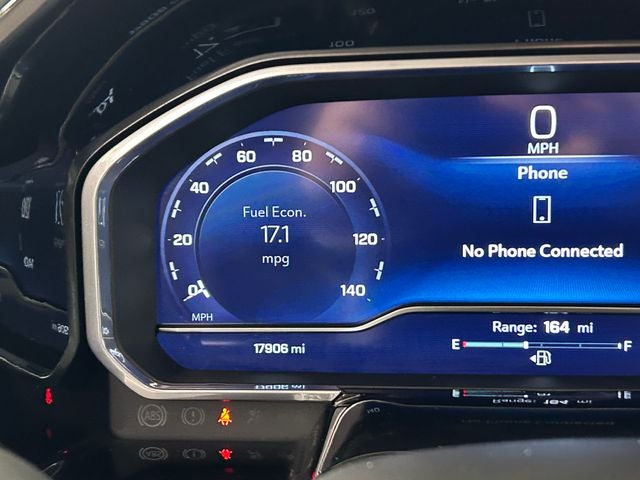 0
MPH
Phone
No Phone Connected
60 80
40 100
20 120
0 140
MPH
Fuel Econ.
17.1
mpg
17906 mi
Range: 164 mi
E F
ABS